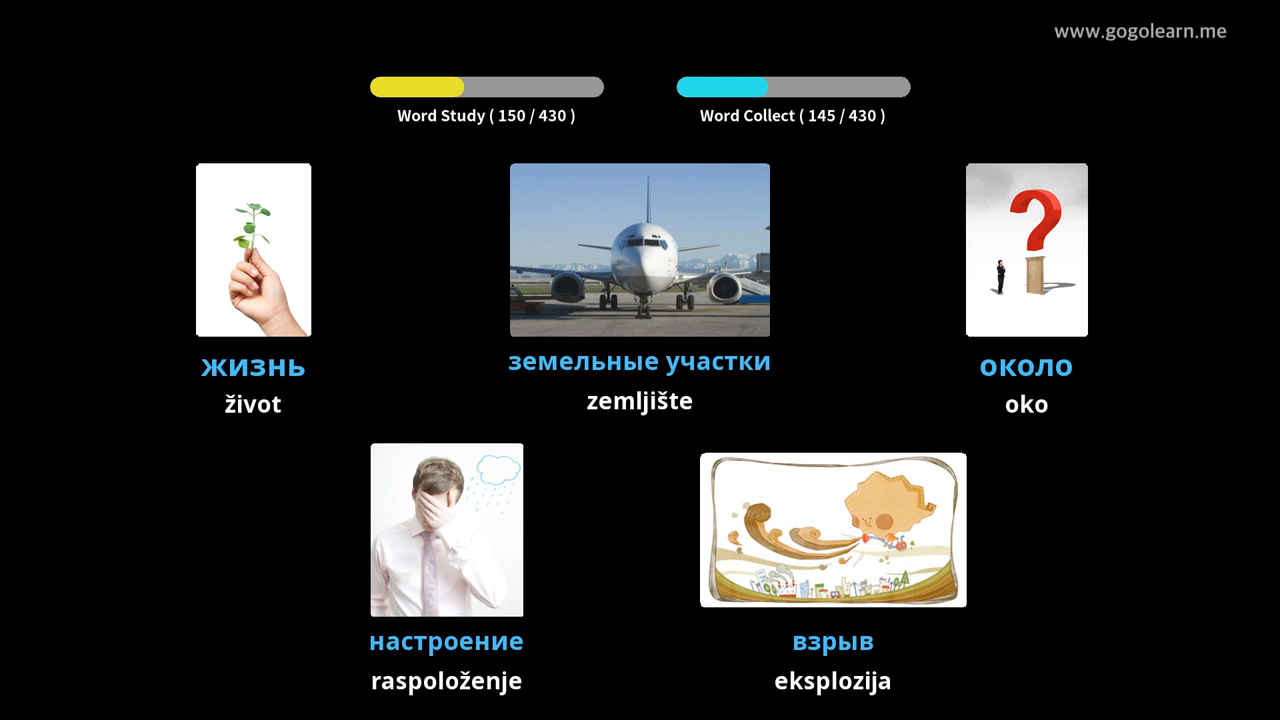 www.gogolearn.me
Word Study ( 150 / 430 )
Word Collect ( 145 / 430 )
жизнь
život
земельные участки
zemljište
около
oko
настроение
raspoloženje
взрыв
eksplozija